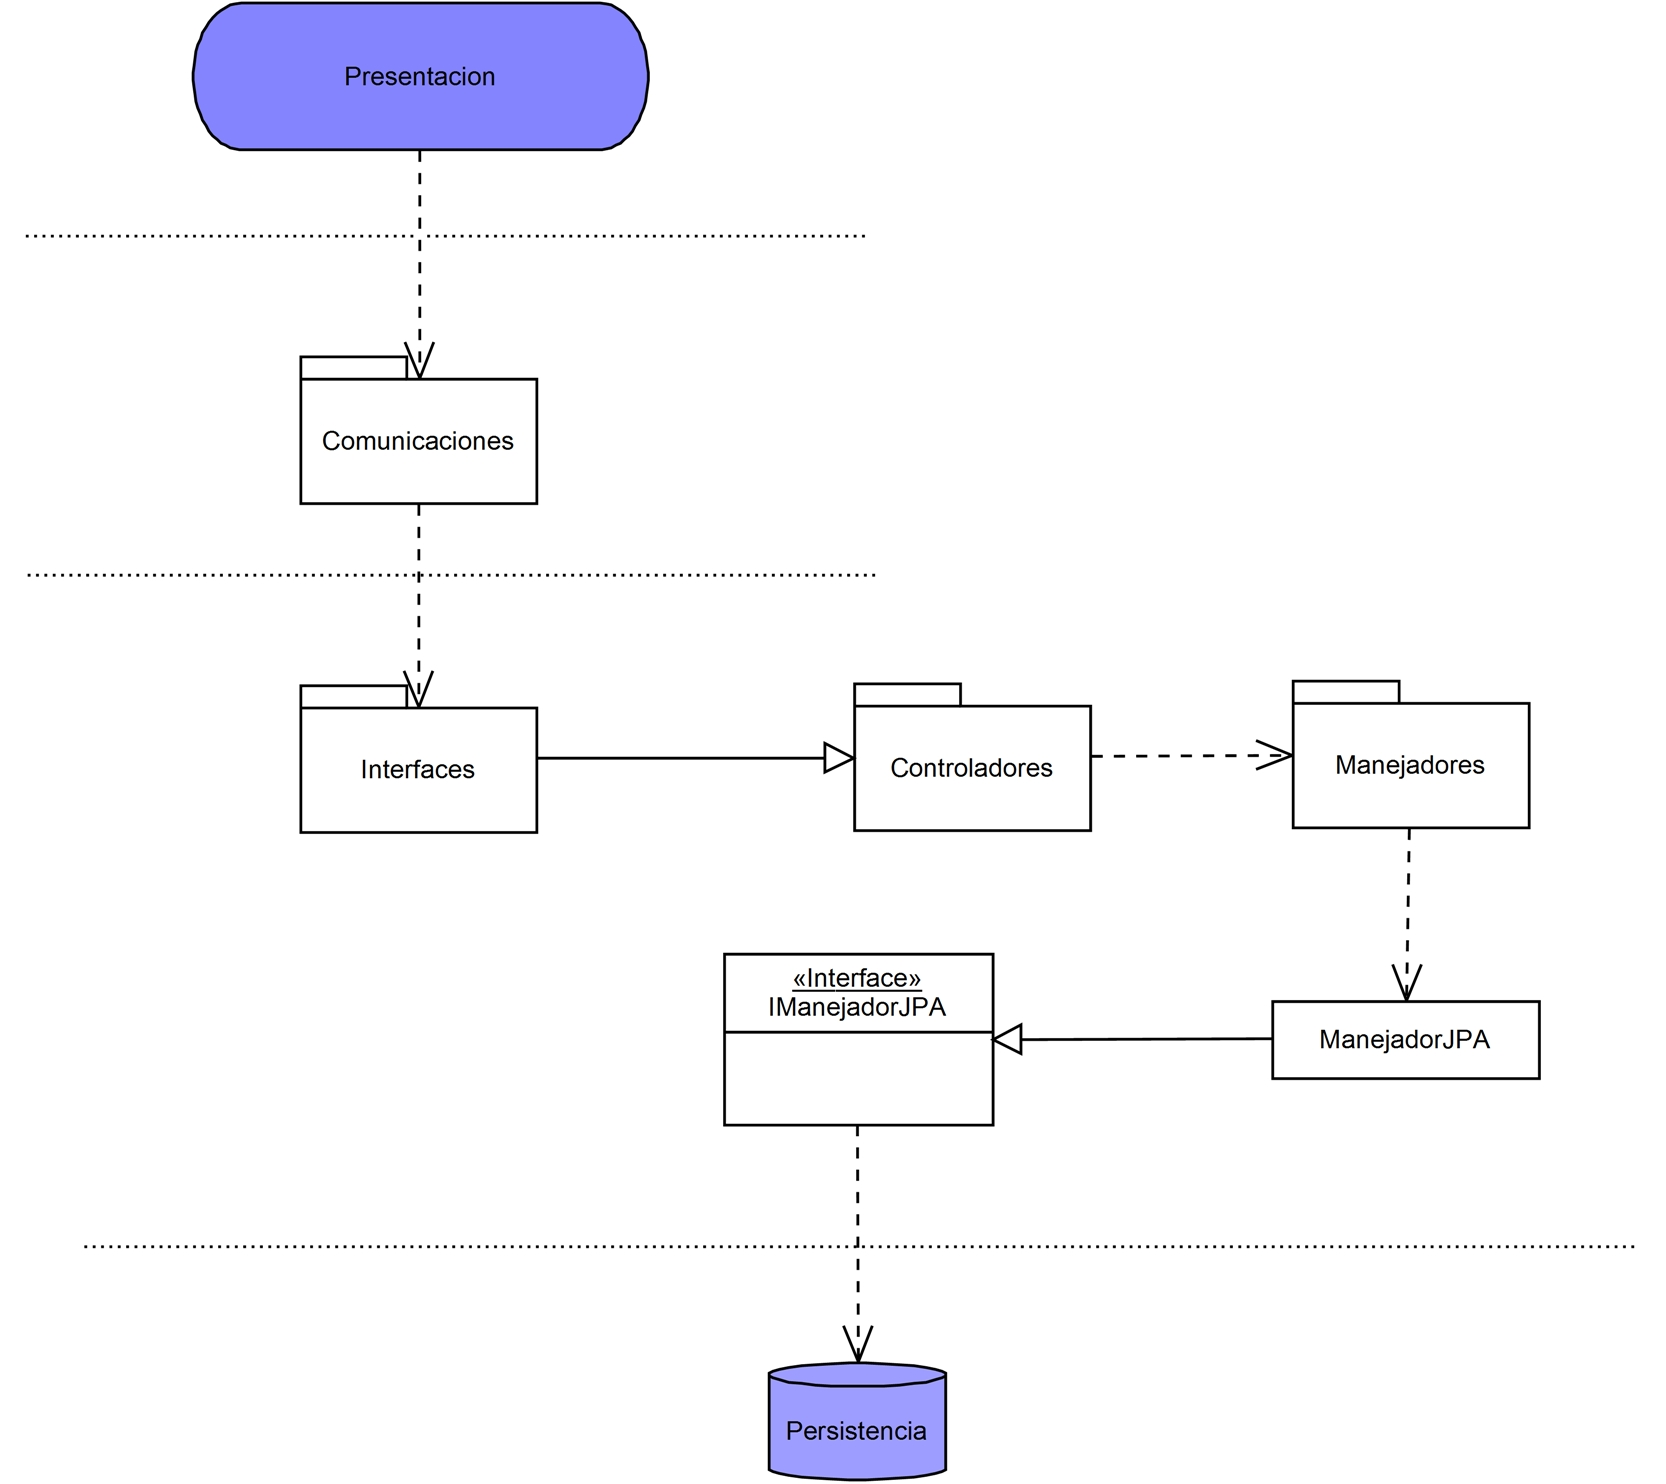 Presentacion
Comunicaciones
Interfaces
Controladores
Manejadores
«Interface»
IManejadorJPA
ManejadorJPA
Persistencia